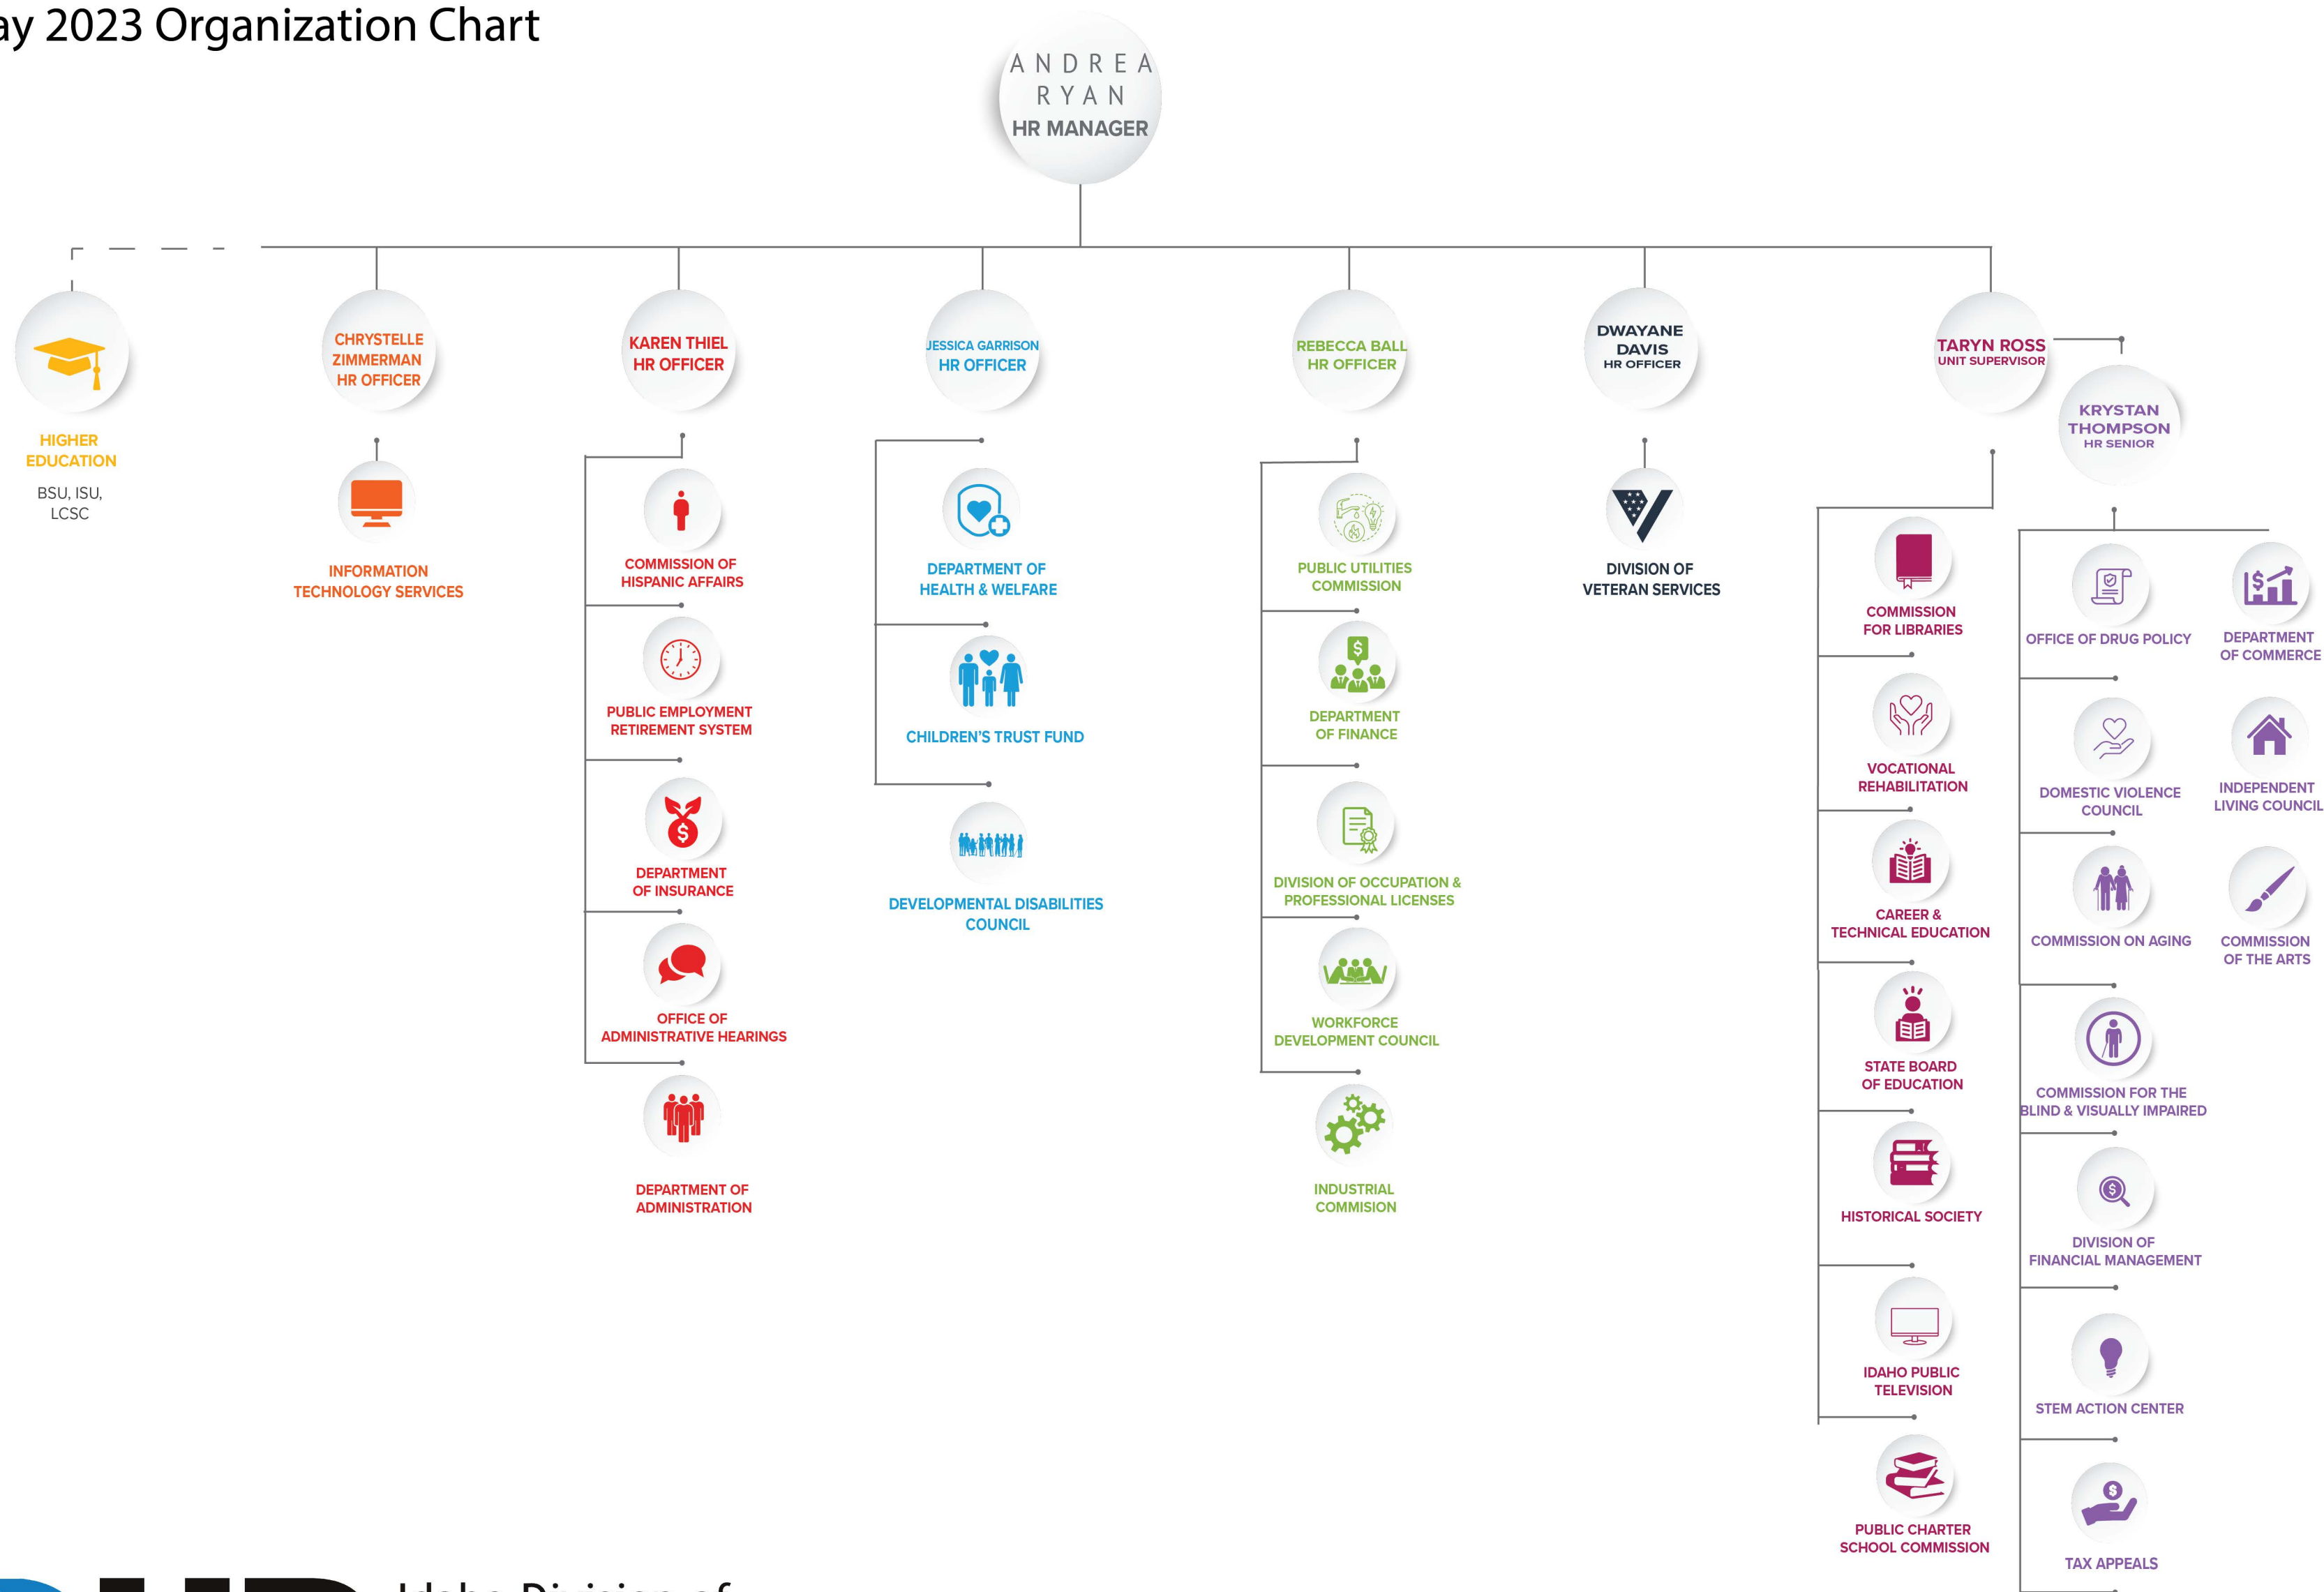 2023 Organization Chart
ANDREA
RYAN
HR MANAGER
HIGHER
EDUCATION
BSU, ISU,
LCSC
CHRYSTELLE
ZIMMERMAN
HR OFFICER
INFORMATION
TECHNOLOGY SERVICES
KAREN THIEL
HR OFFICER
COMMISSION OF
HISPANIC AFFAIRS
PUBLIC EMPLOYMENT
RETIREMENT SYSTEM
DEPARTMENT
OF INSURANCE
OFFICE OF
ADMINISTRATIVE HEARINGS
DEPARTMENT OF
ADMINISTRATION
JESSICA GARRISON
HR OFFICER
DEPARTMENT OF
HEALTH & WELFARE
CHILDREN'S TRUST FUND
DEVELOPMENTAL DISABILITIES
COUNCIL
REBECCA BALL
HR OFFICER
PUBLIC UTILITIES
COMMISSION
DEPARTMENT
OF FINANCE
DIVISION OF OCCUPATION &
PROFESSIONAL LICENSES
WORKFORCE
DEVELOPMENT COUNCIL
INDUSTRIAL
COMMISION
DWAYANE
DAVIS
HR OFFICER
DIVISION OF
VETERAN SERVICES
TARYN ROSS
UNIT SUPERVISOR
COMMISSION
FOR LIBRARIES
VOCATIONAL
REHABILITATION
CAREER &
TECHNICAL EDUCATION
STATE BOARD
OF EDUCATION
HISTORICAL SOCIETY
IDAHO PUBLIC
TELEVISION
PUBLIC CHARTER
SCHOOL COMMISSION
KRYSTAN
THOMPSON
HR SENIOR
OFFICE OF DRUG POLICY
DOMESTIC VIOLENCE
COUNCIL
COMMISSION ON AGING
COMMISSION FOR THE
BLIND & VISUALLY IMPAIRED
DIVISION OF
FINANCIAL MANAGEMENT
STEM ACTION CENTER
TAX APPEALS
DEPARTMENT
OF COMMERCE
INDEPENDENT
LIVING COUNCIL
COMMISSION
OF THE ARTS
Idaho Division of